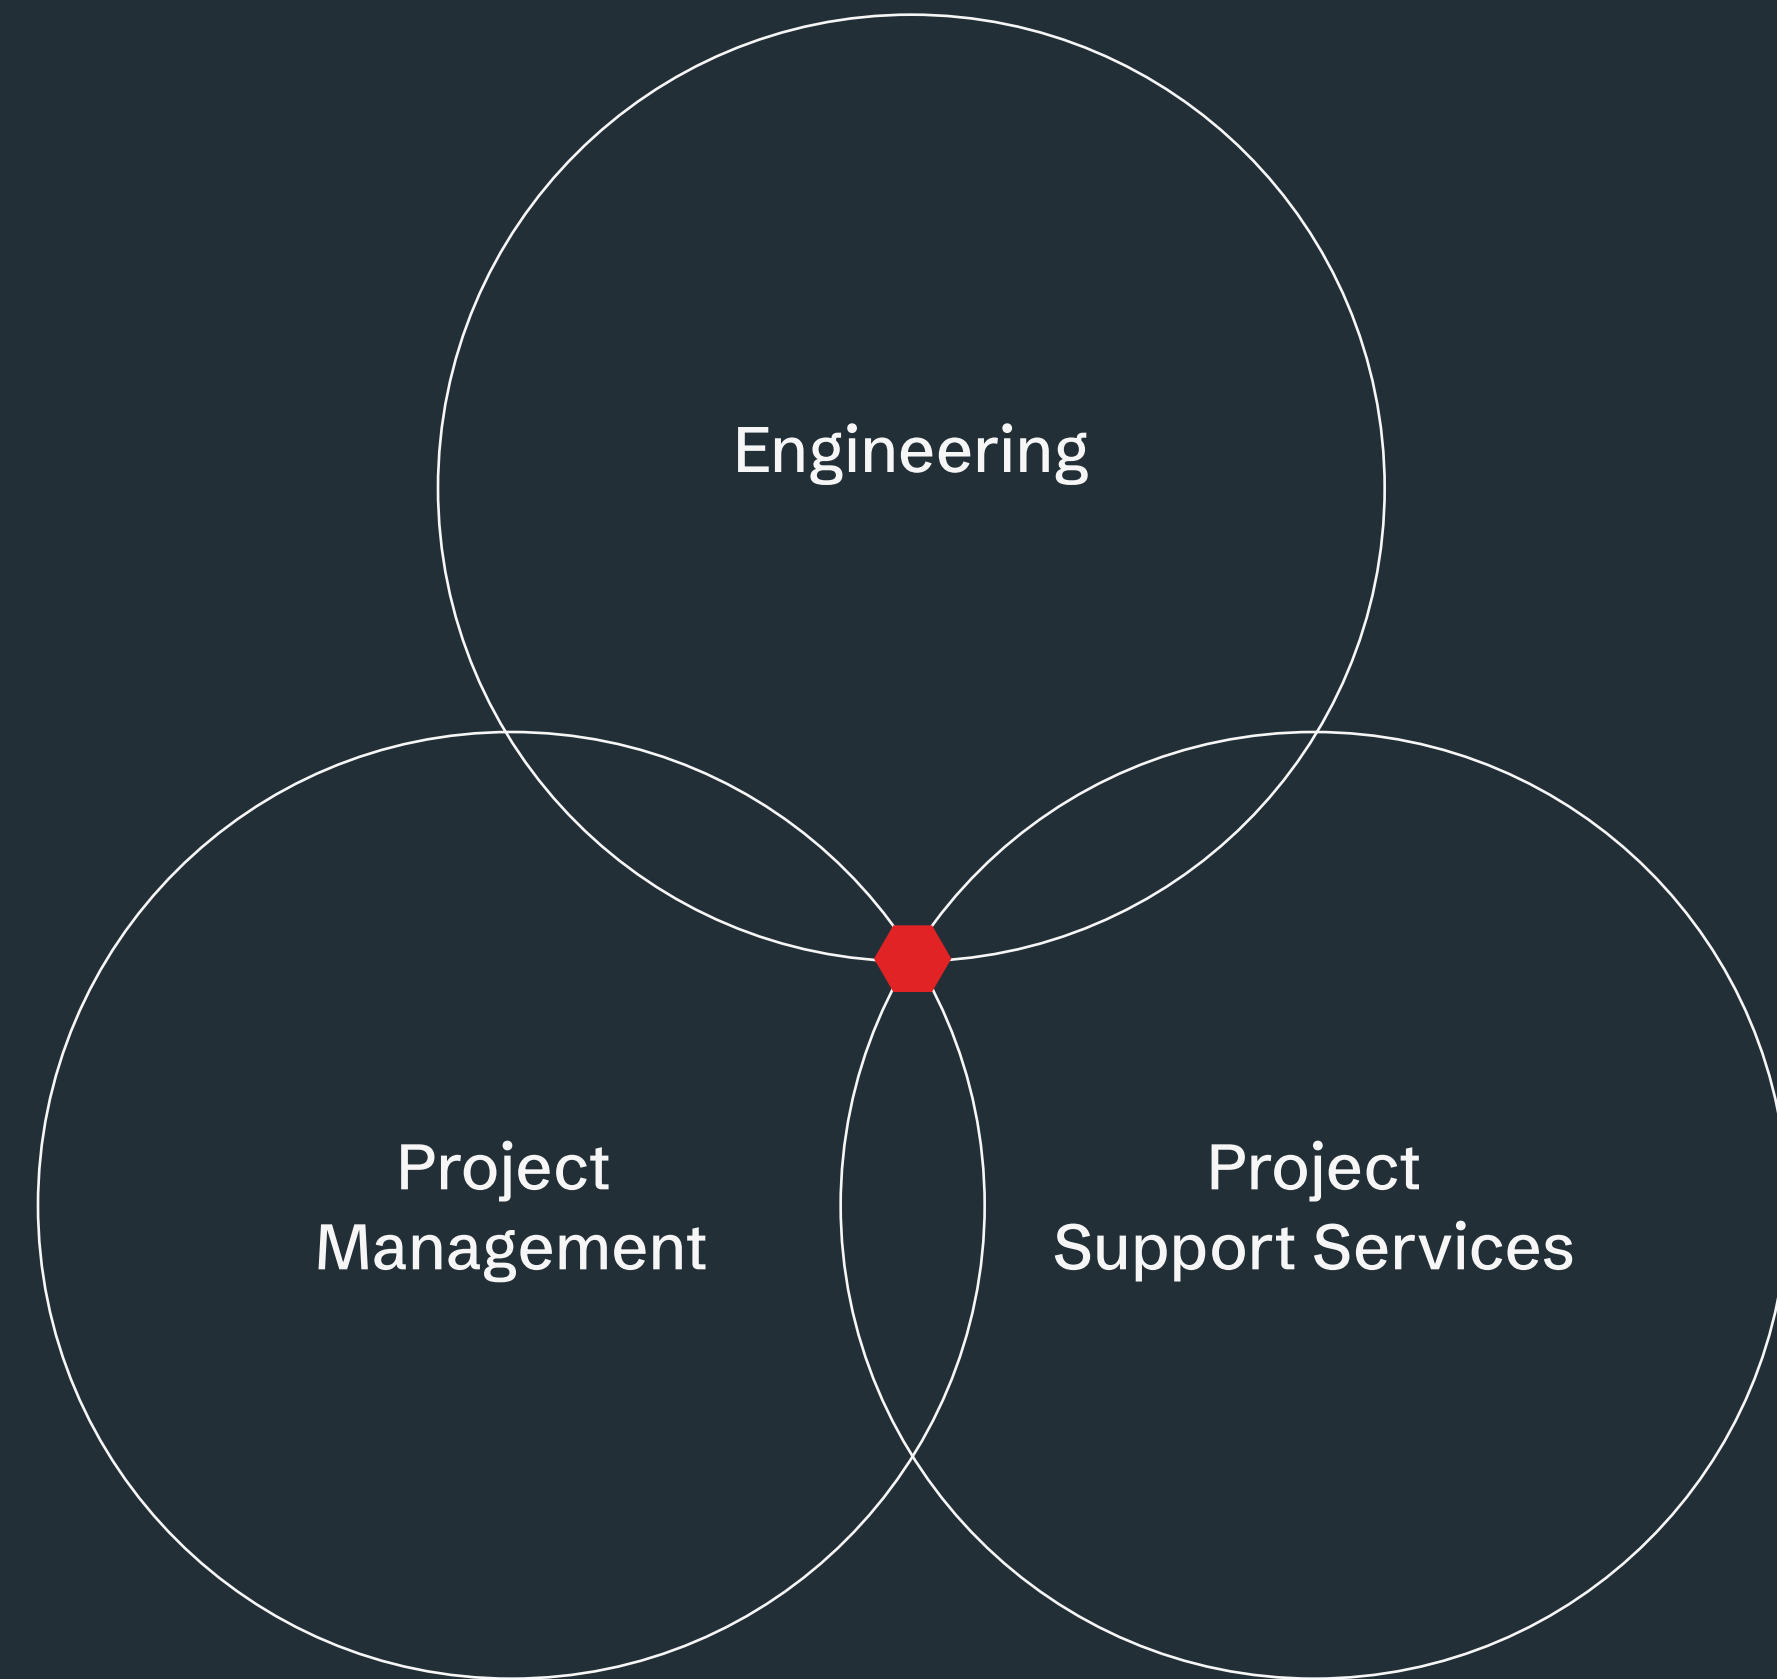 Engineering
Project
Management
Project
Support Services